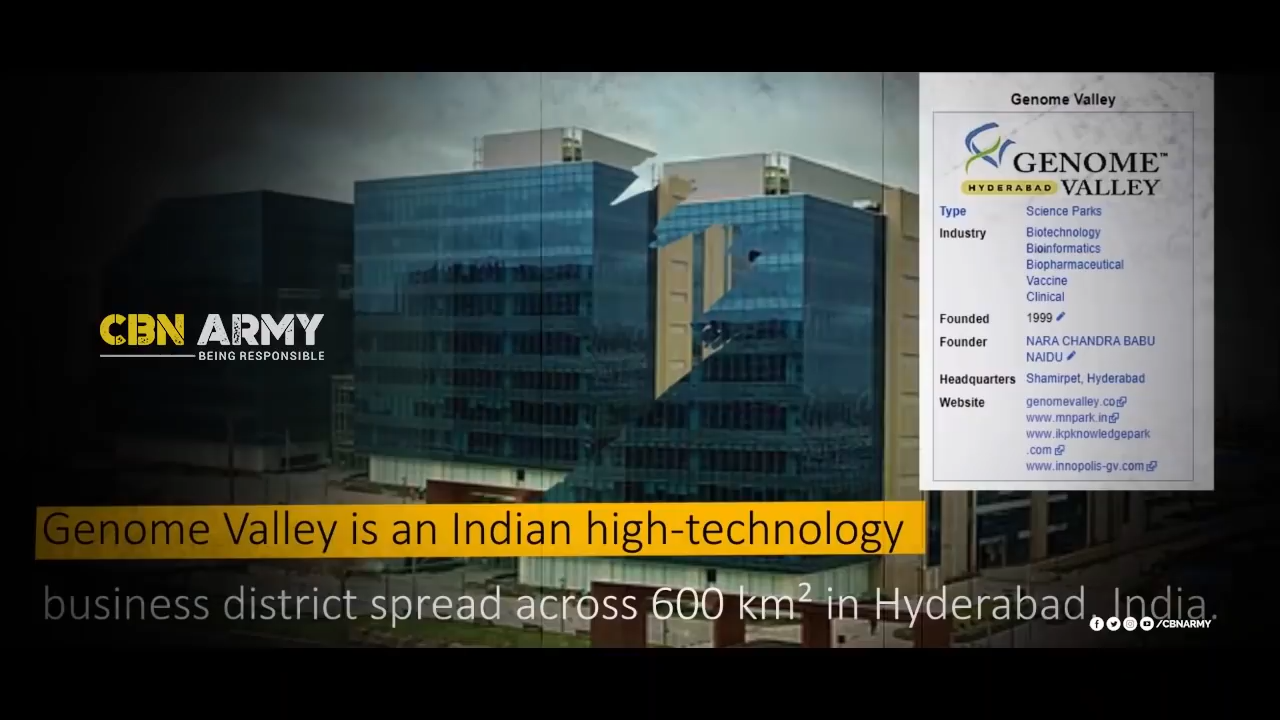 Genome Valley
GENOME™
HYDERABAD VALLEY
Type Science Parks
Industry Biotechnology
Bioinformatics
Biopharmaceutical
Vaccine
Clinical
Founded 1999
Founder NARA CHANDRA BABU
NAIDU
Headquarters Shamirpet, Hyderabad
Website genomevalley.co
www.mnpark.in
www.ikpknowledgepark
.com
www.innopolis-gv.com
CBN ARMY
BEING RESPONSIBLE
Genome Valley is an Indian high-technology
business district spread across 600 km² in Hyderabad, India.
/CBNARMY